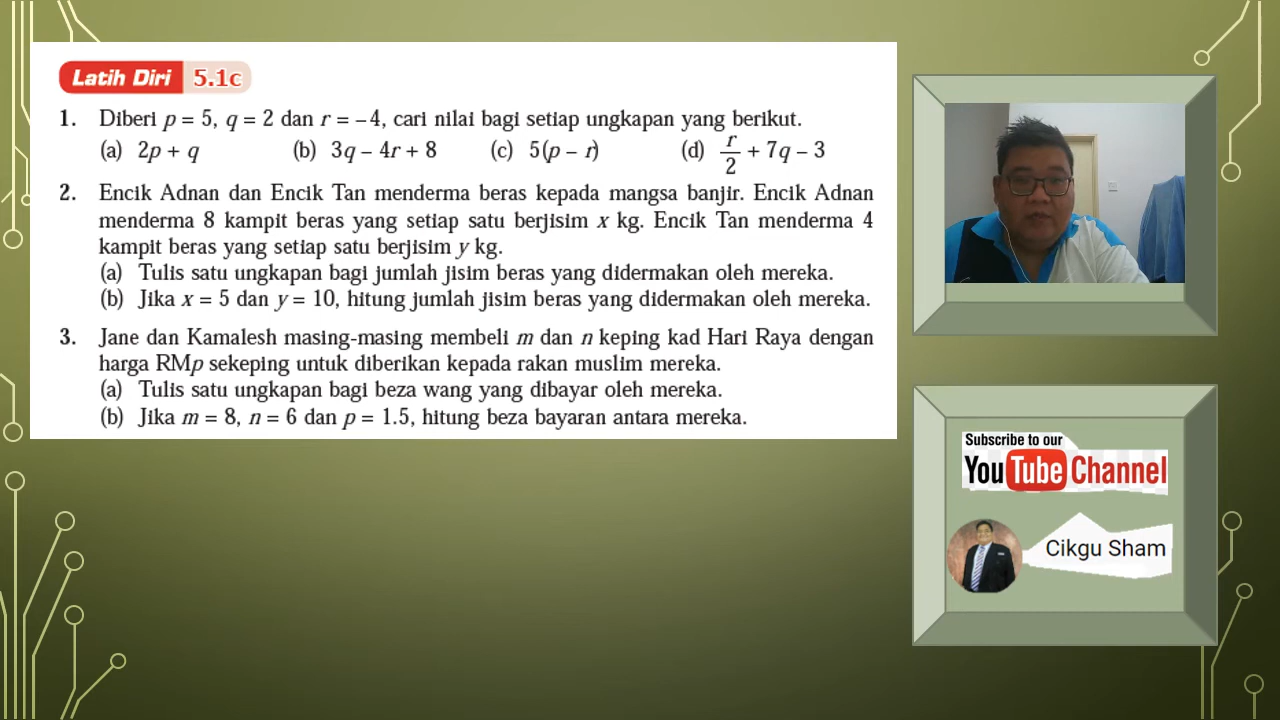 Latih Diri 5.1c
1. Diberi p = 5, q = 2 dan r = –4, cari nilai bagi setiap ungkapan yang berikut.
(a) 2p + q (b) 3q – 4r + 8 (c) 5(p – r) (d) r/2 + 7q – 3
2. Encik Adnan dan Encik Tan menderma beras kepada mangsa banjir. Encik Adnan
menderma 8 kampit beras yang setiap satu berjisim x kg. Encik Tan menderma 4
kampit beras yang setiap satu berjisim y kg.
(a) Tulis satu ungkapan bagi jumlah jisim beras yang didermakan oleh mereka.
(b) Jika x = 5 dan y = 10, hitung jumlah jisim beras yang didermakan oleh mereka.
3. Jane dan Kamalesh masing-masing membeli m dan n keping kad Hari Raya dengan
harga RMp sekeping untuk diberikan kepada rakan muslim mereka.
(a) Tulis satu ungkapan bagi beza wang yang dibayar oleh mereka.
(b) Jika m = 8, n = 6 dan p = 1.5, hitung beza bayaran antara mereka.
Subscribe to our
YouTube Channel
Cikgu Sham